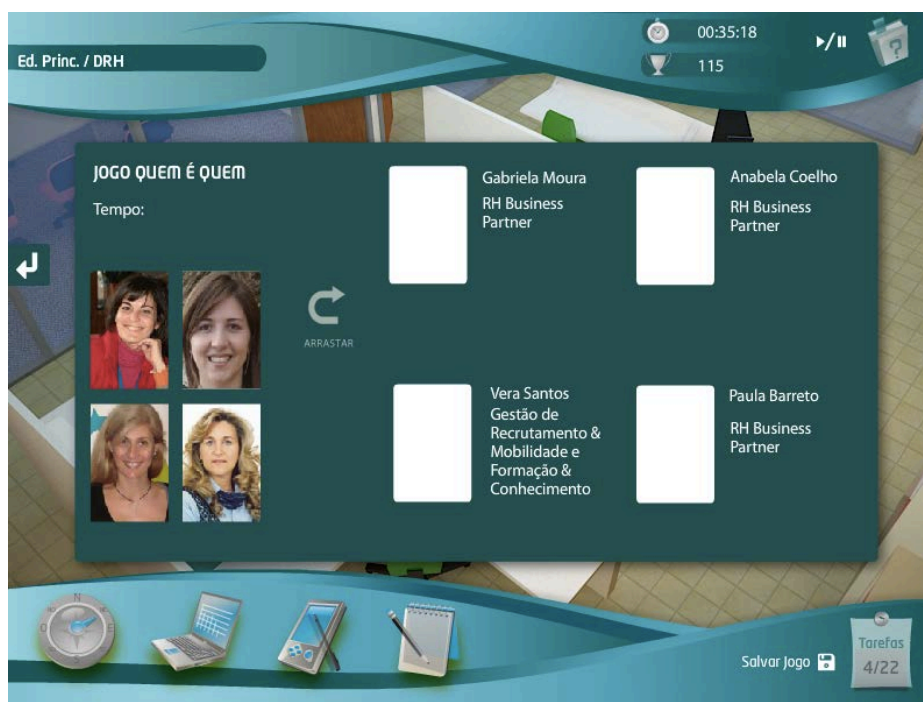 Ed. Princ. / DRH
00:35:18
115
JOGO QUEM É QUEM
Tempo:
ARRASTAR
Gabriela Moura
RH Business
Partner
Anabela Coelho
RH Business
Partner
Vera Santos
Gestão de
Recrutamento &
Mobilidade e
Formação &
Conhecimento
Paula Barreto
RH Business
Partner
N
E
S
O
Salvar Jogo
Tarefas
4/22
?